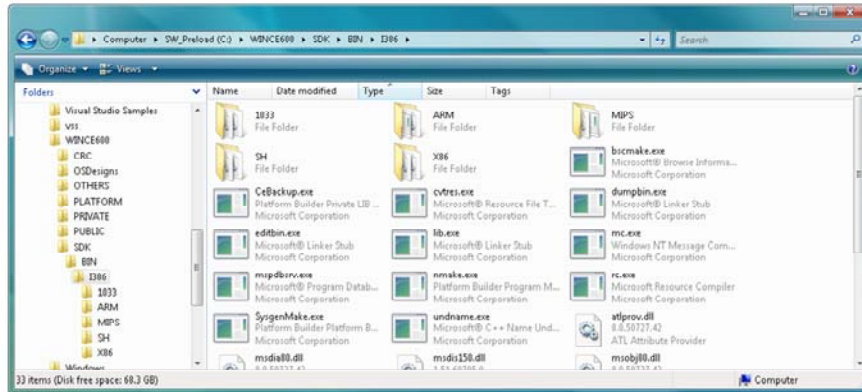 Computer ▸ SW_Preload (C:) ▸ WINCE600 ▸ SDK ▸ BIN ▸ I386 ▸
Search
Organize Views
Folders
Name Date modified Type Size Tags
Visual Studio Samples
vss
WINCE600
CRC
OSDesigns
OTHERS
PLATFORM
PRIVATE
PUBLIC
SDK
BIN
I386
1033
ARM
MIPS
SH
X86
Windows
1033
File Folder
ARM
File Folder
MIPS
File Folder
SH
File Folder
X86
File Folder
bscmake.exe
Microsoft® Browse Informa...
Microsoft Corporation
CeBackup.exe
Platform Builder Private LIB ...
Microsoft Corporation
cvtres.exe
Microsoft® Resource File T...
Microsoft Corporation
dumpbin.exe
Microsoft® Linker Stub
Microsoft Corporation
editbin.exe
Microsoft® Linker Stub
Microsoft Corporation
lib.exe
Microsoft® Linker Stub
Microsoft Corporation
mc.exe
Windows NT Message Com...
Microsoft Corporation
mspdbsrv.exe
Microsoft® Program Datab...
Microsoft Corporation
nmake.exe
Platform Builder Program M...
Microsoft Corporation
rc.exe
Microsoft Resource Compiler
Microsoft Corporation
SysgenMake.exe
Platform Builder Platform B...
Microsoft Corporation
undname.exe
Microsoft® C++ Name Und...
Microsoft Corporation
atlprov.dll
8.0.50727.42
ATL Attribute Provider
msdia80.dll
8.0.50727.42
msdis150.dll
msobj80.dll
8.0.50727.42
33 items (Disk free space: 68.3 GB)
Computer